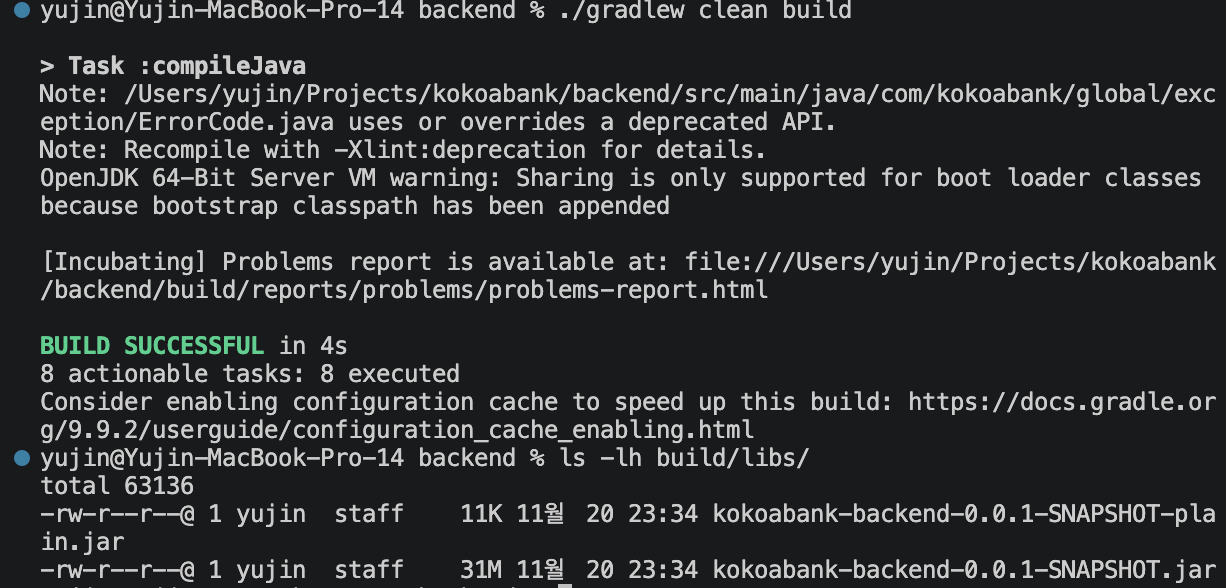 yujin@Yujin-MacBook-Pro-14 backend % ./gradlew clean build
> Task :compileJava
Note: /Users/yujin/Projects/kokoabank/backend/src/main/java/com/kokoabank/global/exc
eption/ErrorCode.java uses or overrides a deprecated API.
Note: Recompile with -Xlint:deprecation for details.
OpenJDK 64-Bit Server VM warning: Sharing is only supported for boot loader classes
because bootstrap classpath has been appended
[Incubating] Problems report is available at: file:///Users/yujin/Projects/kokoabank
/backend/build/reports/problems/problems-report.html
BUILD SUCCESSFUL in 4s
8 actionable tasks: 8 executed
Consider enabling configuration cache to speed up this build: https://docs.gradle.or
g/9.9.2/userguide/configuration_cache_enabling.html
yujin@Yujin-MacBook-Pro-14 backend % ls -lh build/libs/
total 63136
-rw-r--r--@ 1 yujin  staff    11K 11월  20 23:34 kokoabank-backend-0.0.1-SNAPSHOT-pla
in.jar
-rw-r--r--@ 1 yujin  staff    31M 11월  20 23:34 kokoabank-backend-0.0.1-SNAPSHOT.jar